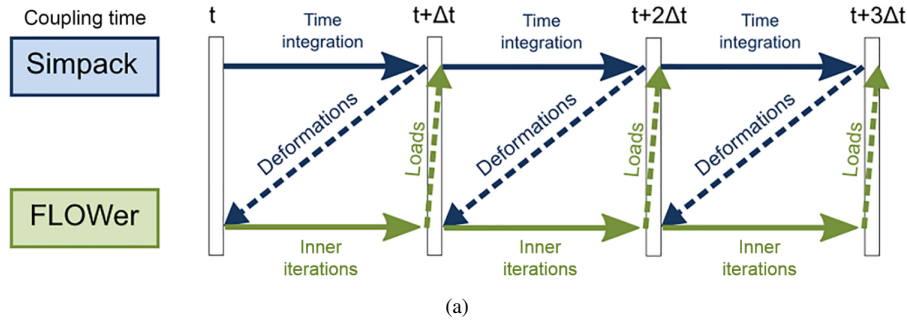 Coupling time
t
t+Δt
t+2Δt
t+3Δt
Simpack
Time
integration
Time
integration
Time
integration
Deformations
Loads
Deformations
Loads
Deformations
Loads
FLOWer
Inner
iterations
Inner
iterations
Inner
iterations
(a)